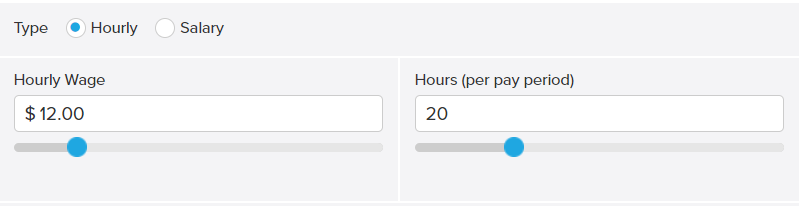 Type Hourly Salary
Hourly Wage Hours (per pay period)
$ 12.00 20